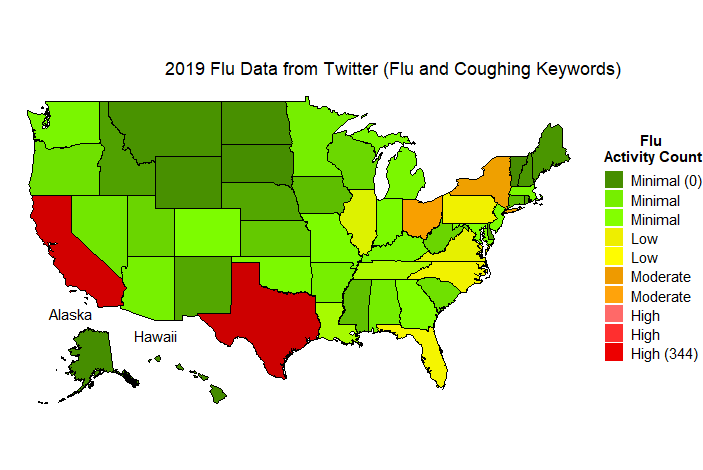 2019 Flu Data from Twitter (Flu and Coughing Keywords)
Flu
Activity Count
Minimal (0)
Minimal
Minimal
Low
Low
Moderate
Moderate
High
High
High (344)
Alaska
Hawaii